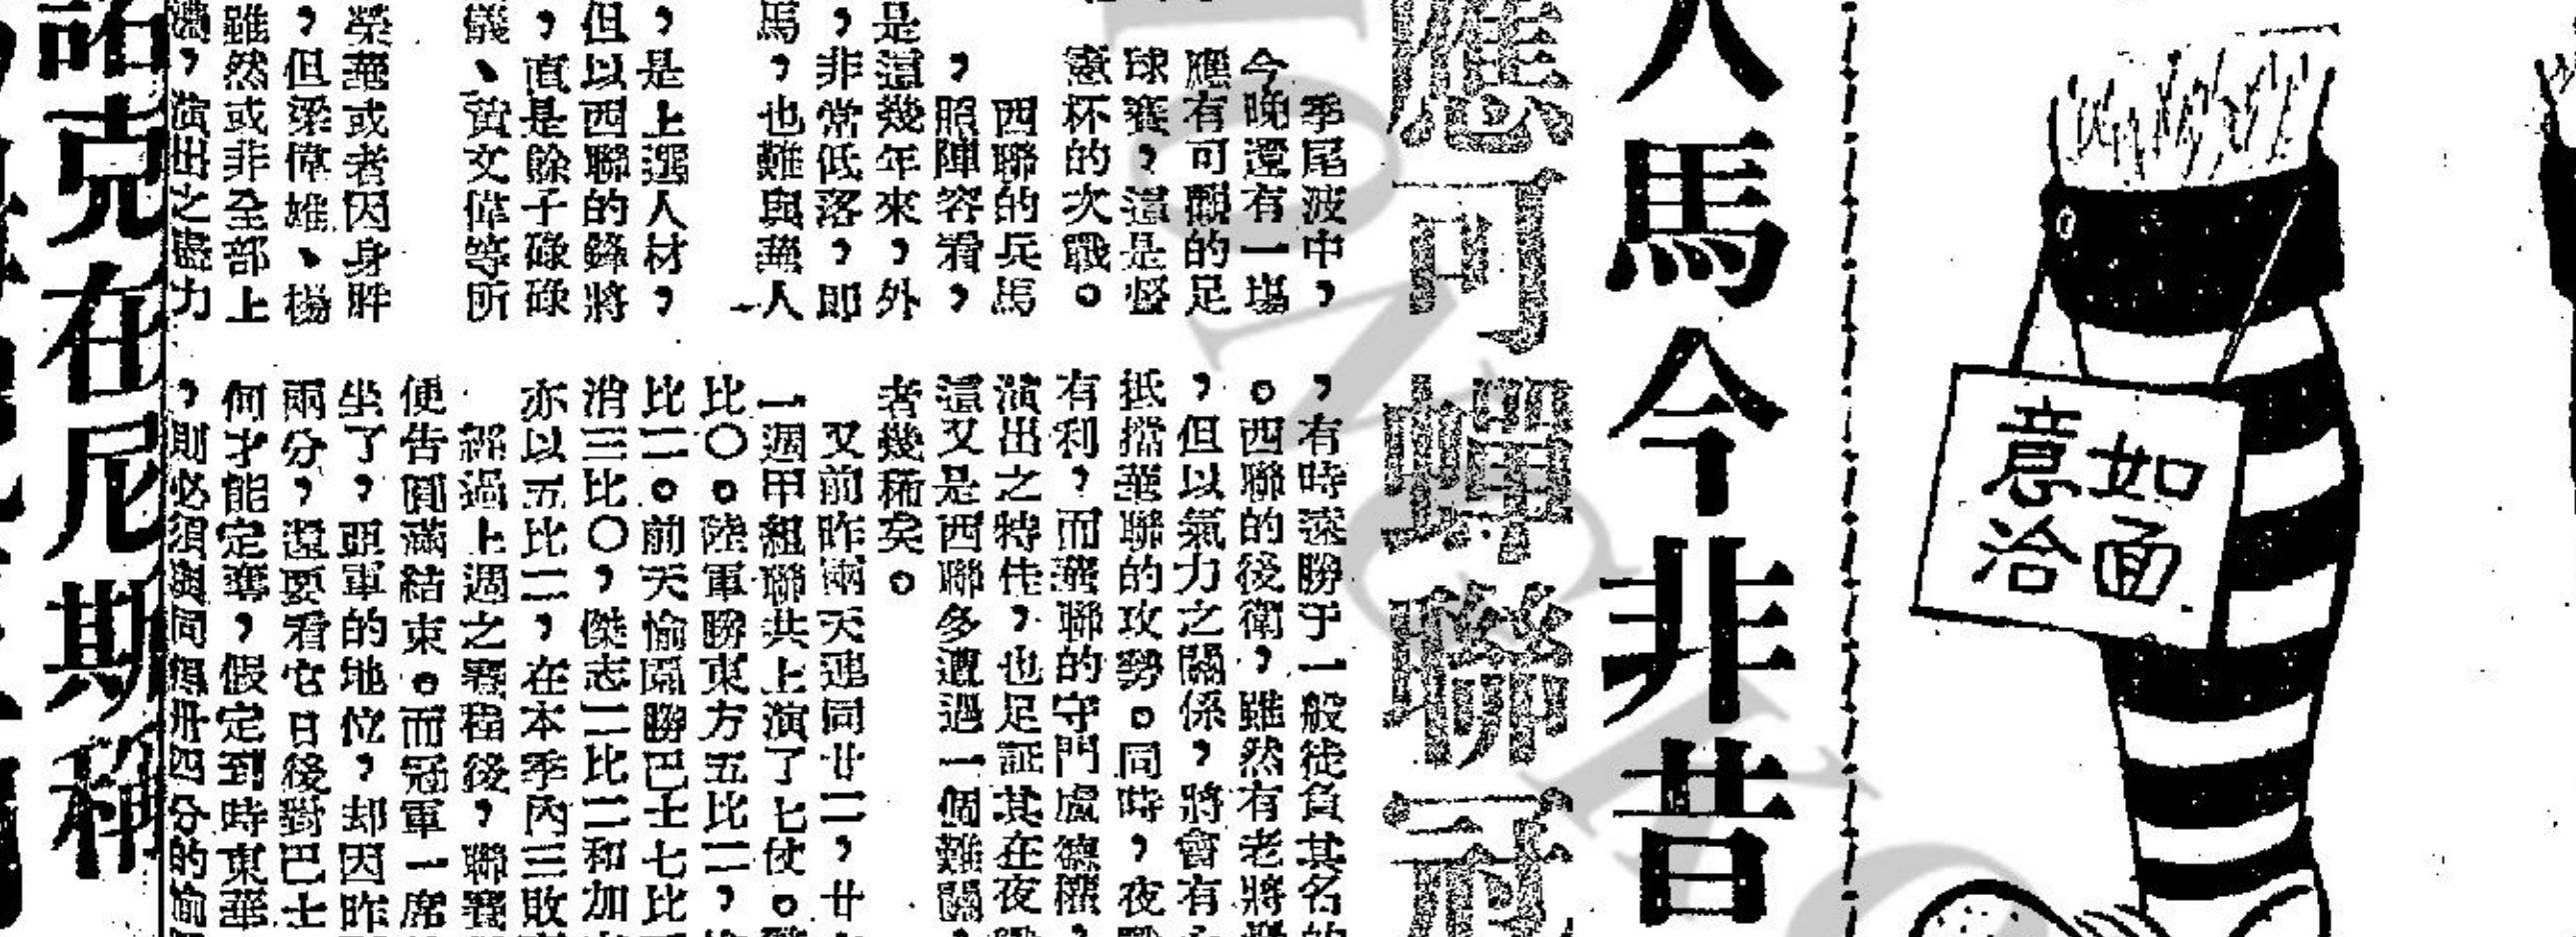 如面
意洽
人馬今非昔
應可蟬聯冠
季尾波中，
今晚還有一場
應有可觀的足
球賽，這是督
憲杯的次戰。
西聯的兵馬
，照陣容看，
是這幾年來，外
，非常低落，即
馬，也難與華人
，是上選人材，
但以西聯的鋒將
，直是餘子碌碌
儀、黃文偉等所
榮華或者因身胖
，但梁偉雄、楊
雖然或非全部上
，演出之盡力
，有時遠勝于一般徒負其名的
。西聯的後衛，雖然有老將
，但以氣力之關係，將會有
抵擋華聯的攻勢。同時，夜
有利，而華聯的守門盧德權，
演出之特佳，也足証其在夜
這又是西聯多遭遇一個難關，
者幾稀矣。
又前昨兩天連同廿二，廿
一週甲組聯共上演了七仗。
比〇。陸軍勝東方五比二，
比二。前天愉園勝巴士七比
消三比〇，傑志二比二和加
亦以五比二，在本季內三敗
經過上週之賽程後，聯賽
便告圓滿結束。而冠軍一席
坐了，亞軍的地位，却因昨
兩分，還要看它日後對巴士
何才能定奪，假定到時東華
，則必須與同積卅四分的愉
諾克在尼斯稱